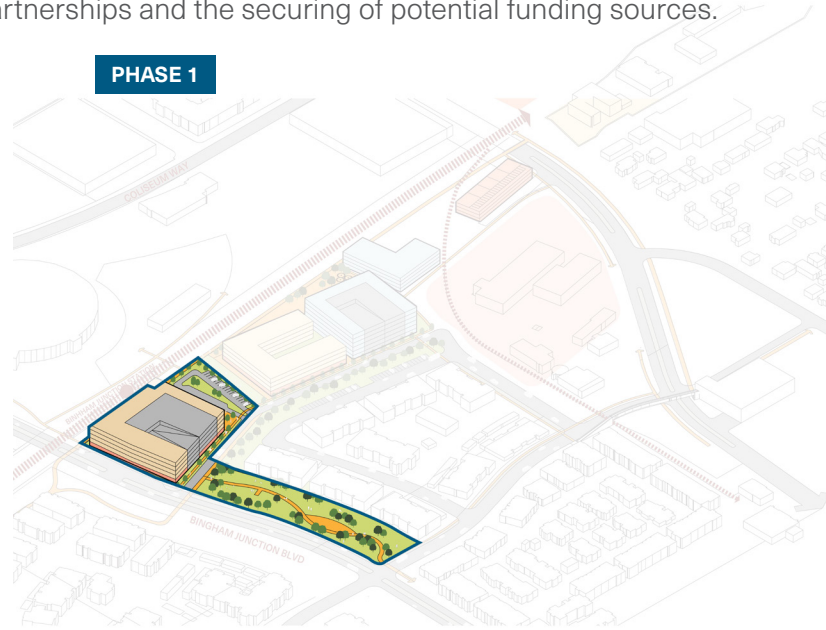 artnerships and the securing of potential funding sources.
PHASE 1
COLISEUM WAY
BINGHAM JUNCTION BLVD